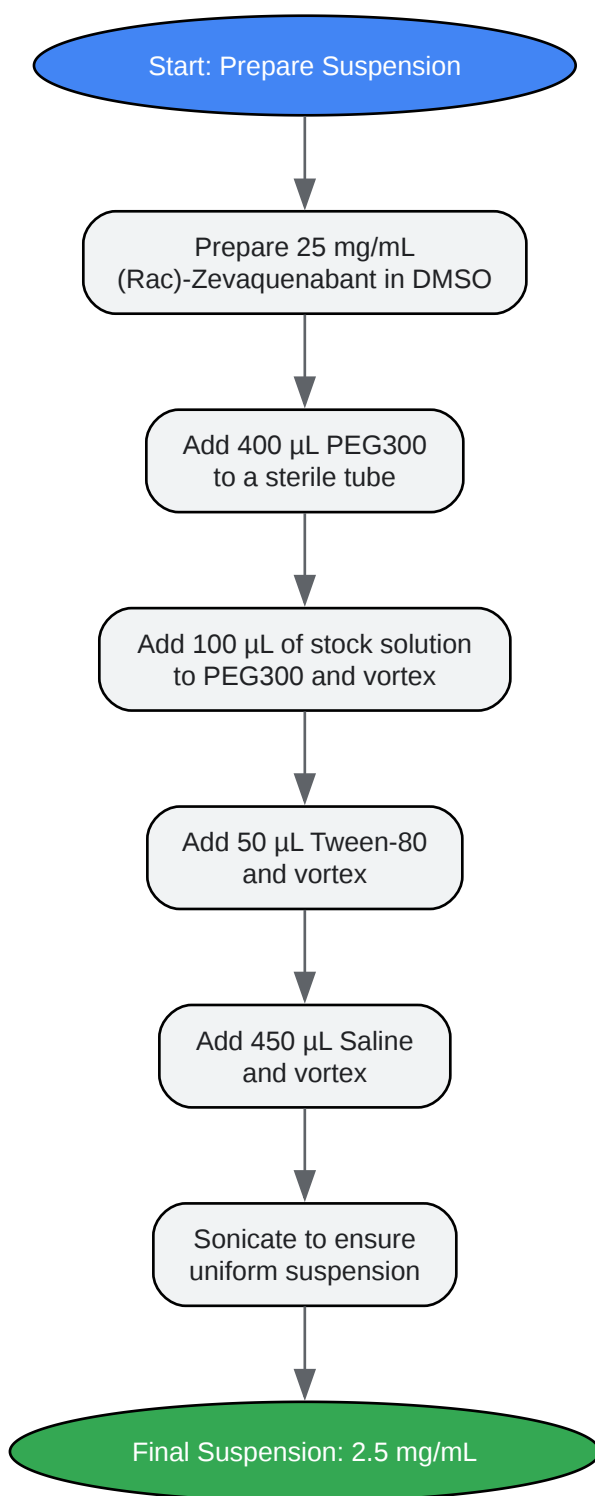 Start: Prepare Suspension
Prepare 25 mg/mL
(Rac)-Zevaquenabant in DMSO
Add 400 µL PEG300
to a sterile tube
Add 100 µL of stock solution
to PEG300 and vortex
Add 50 µL Tween-80
and vortex
Add 450 µL Saline
and vortex
Sonicate to ensure
uniform suspension
Final Suspension: 2.5 mg/mL